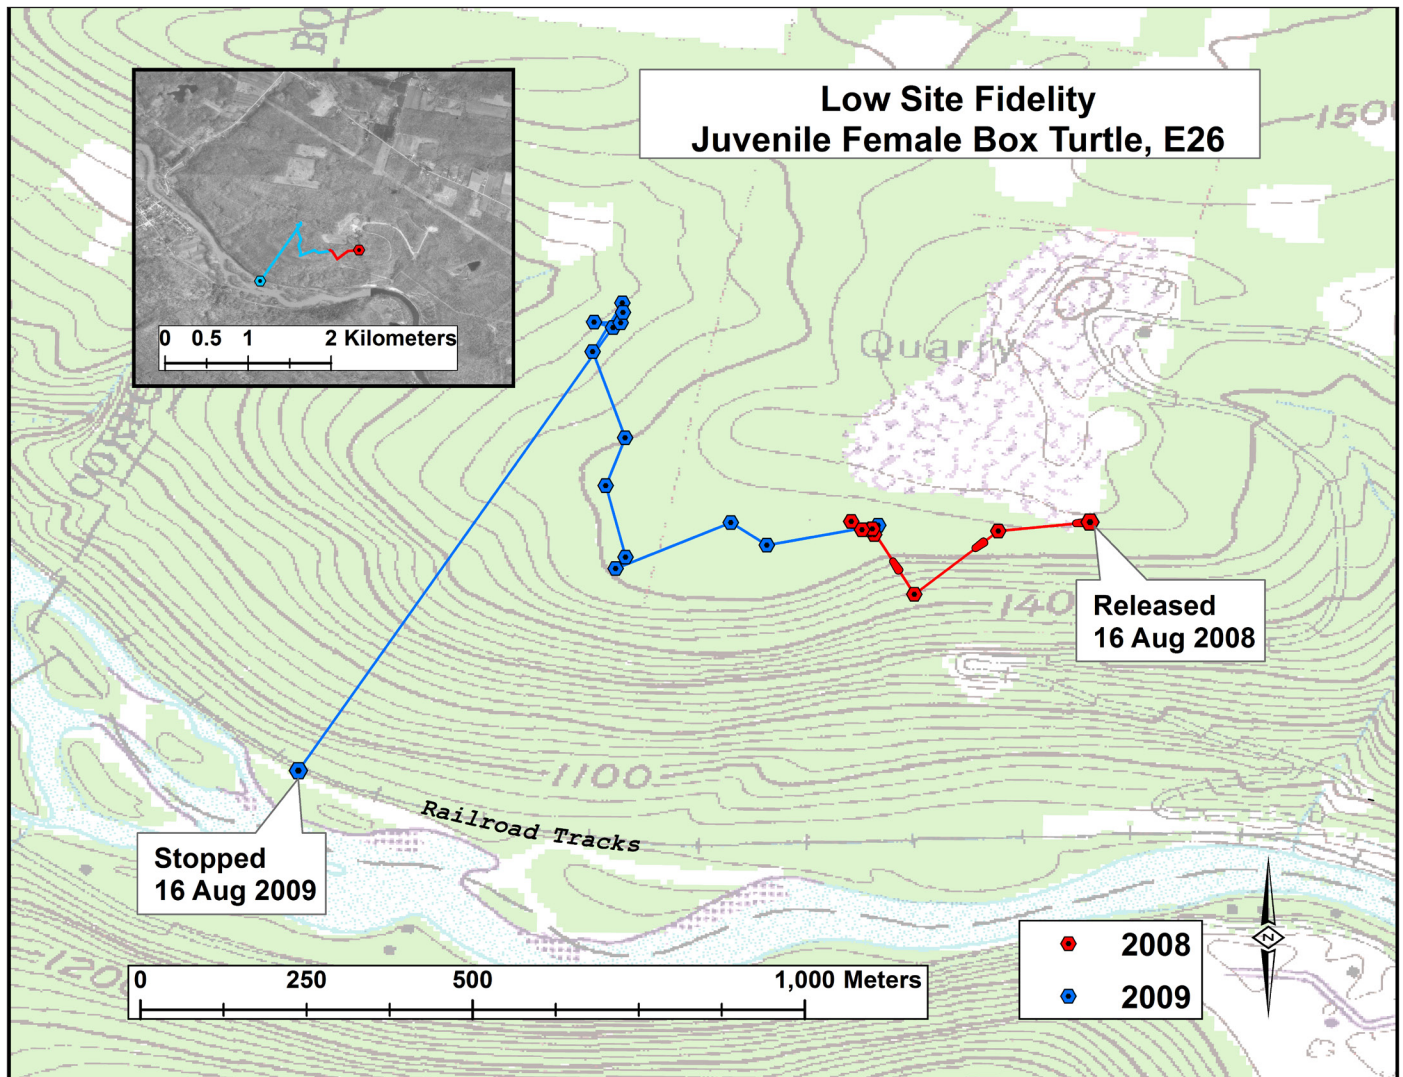 Low Site Fidelity
Juvenile Female Box Turtle, E26
1500
0 0.5 1 2 Kilometers
Quarry
Released
16 Aug 2008
1100
Railroad Tracks
Stopped
16 Aug 2009
0 250 500 1,000 Meters
2008
2009
N